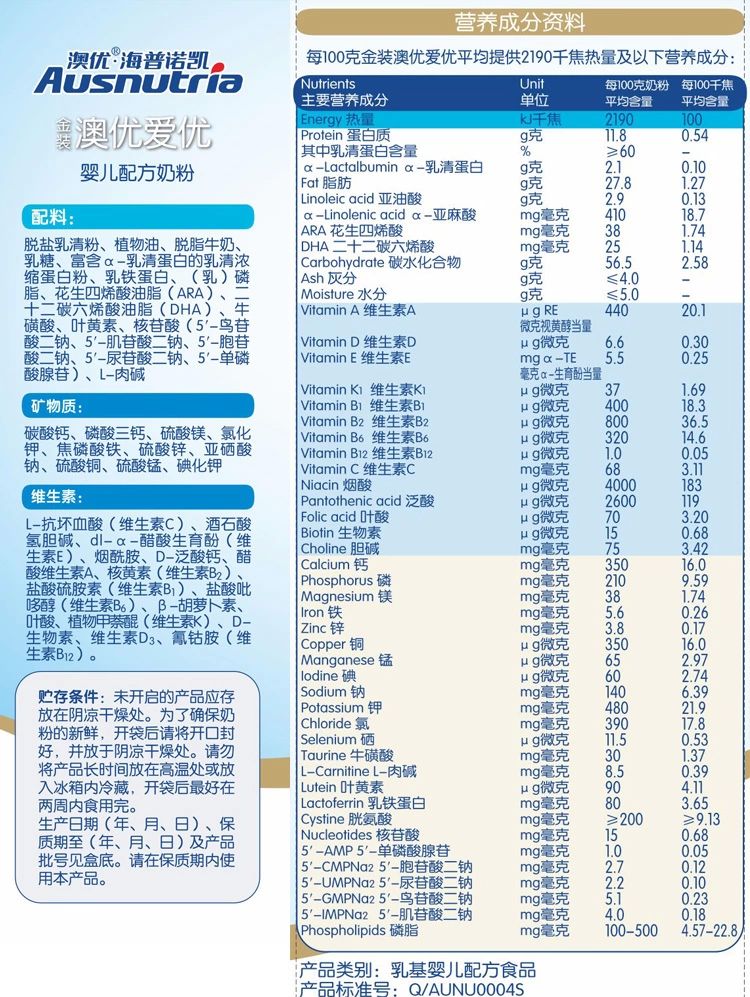 澳优®海普诺凯
Ausnutria
金装 澳优爱优
婴儿配方奶粉
配料：
脱盐乳清粉、植物油、脱脂牛奶、
乳糖、富含α-乳清蛋白的乳清浓
缩蛋白粉、乳铁蛋白、（乳）磷
脂、花生四烯酸油脂（ARA）、二
十二碳六烯酸油脂（DHA）、牛
磺酸、叶黄素、核苷酸（5′-鸟苷
酸二钠、5′-肌苷酸二钠、5′-胞苷
酸二钠、5′-尿苷酸二钠、5′-单磷
酸腺苷）、L-肉碱
矿物质：
碳酸钙、磷酸三钙、硫酸镁、氯化
钾、焦磷酸铁、硫酸锌、亚硒酸
钠、硫酸铜、硫酸锰、碘化钾
维生素：
L-抗坏血酸（维生素C）、酒石酸
氢胆碱、dl-α-醋酸生育酚（维
生素E）、烟酰胺、D-泛酸钙、醋
酸维生素A、核黄素（维生素B₂）、
盐酸硫胺素（维生素B₁）、盐酸吡
哆醇（维生素B₆）、β-胡萝卜素、
叶酸、植物甲萘醌（维生素K）、D-
生物素、维生素D₃、氰钴胺（维
生素B₁₂）。
贮存条件：未开启的产品应存
放在阴凉干燥处。为了确保奶
粉的新鲜，开袋后请将开口封
好，并放于阴凉干燥处。请勿
将产品长时间放在高温处或放
入冰箱内冷藏，开袋后最好在
两周内食用完。
生产日期（年、月、日）、保
质期至（年、月、日）及产品
批号见盒底。请在保质期内使
用本产品。
营养成分资料
每100克金装澳优爱优平均提供2190千焦热量及以下营养成分：
Nutrients Unit 每100克奶粉 每100千焦
主要营养成分 单位 平均含量 平均含量
Energy 热量 kJ千焦 2190 100
Protein 蛋白质 g克 11.8 0.54
其中乳清蛋白含量 % ≥60 –
α-Lactalbumin α-乳清蛋白 g克 2.1 0.10
Fat 脂肪 g克 27.8 1.27
Linoleic acid 亚油酸 g克 2.9 0.13
α-Linolenic acid α-亚麻酸 mg毫克 410 18.7
ARA 花生四烯酸 mg毫克 38 1.74
DHA 二十二碳六烯酸 mg毫克 25 1.14
Carbohydrate 碳水化合物 g克 56.5 2.58
Ash 灰分 g克 ≤4.0 –
Moisture 水分 g克 ≤5.0 –
Vitamin A 维生素A μg RE 440 20.1
微克视黄醇当量
Vitamin D 维生素D μg微克 6.6 0.30
Vitamin E 维生素E mg α-TE 5.5 0.25
毫克α-生育酚当量
Vitamin K₁ 维生素K₁ μg微克 37 1.69
Vitamin B₁ 维生素B₁ μg微克 400 18.3
Vitamin B₂ 维生素B₂ μg微克 800 36.5
Vitamin B₆ 维生素B₆ μg微克 320 14.6
Vitamin B₁₂ 维生素B₁₂ μg微克 1.0 0.05
Vitamin C 维生素C mg毫克 68 3.11
Niacin 烟酸 μg微克 4000 183
Pantothenic acid 泛酸 μg微克 2600 119
Folic acid 叶酸 μg微克 70 3.20
Biotin 生物素 μg微克 15 0.68
Choline 胆碱 mg毫克 75 3.42
Calcium 钙 mg毫克 350 16.0
Phosphorus 磷 mg毫克 210 9.59
Magnesium 镁 mg毫克 38 1.74
Iron 铁 mg毫克 5.6 0.26
Zinc 锌 mg毫克 3.8 0.17
Copper 铜 μg微克 350 16.0
Manganese 锰 μg微克 65 2.97
Iodine 碘 μg微克 60 2.74
Sodium 钠 mg毫克 140 6.39
Potassium 钾 mg毫克 480 21.9
Chloride 氯 mg毫克 390 17.8
Selenium 硒 μg微克 11.5 0.53
Taurine 牛磺酸 mg毫克 30 1.37
L-Carnitine L-肉碱 mg毫克 8.5 0.39
Lutein 叶黄素 μg微克 90 4.11
Lactoferrin 乳铁蛋白 mg毫克 80 3.65
Cystine 胱氨酸 mg毫克 ≥200 ≥9.13
Nucleotides 核苷酸 mg毫克 15 0.68
5′-AMP 5′-单磷酸腺苷 mg毫克 1.0 0.05
5′-CMPNa₂ 5′-胞苷酸二钠 mg毫克 2.7 0.12
5′-UMPNa₂ 5′-尿苷酸二钠 mg毫克 2.2 0.10
5′-GMPNa₂ 5′-鸟苷酸二钠 mg毫克 5.1 0.23
5′-IMPNa₂ 5′-肌苷酸二钠 mg毫克 4.0 0.18
Phospholipids 磷脂 mg毫克 100-500 4.57-22.8
产品类别：乳基婴儿配方食品
产品标准号：Q/AUNU0004S